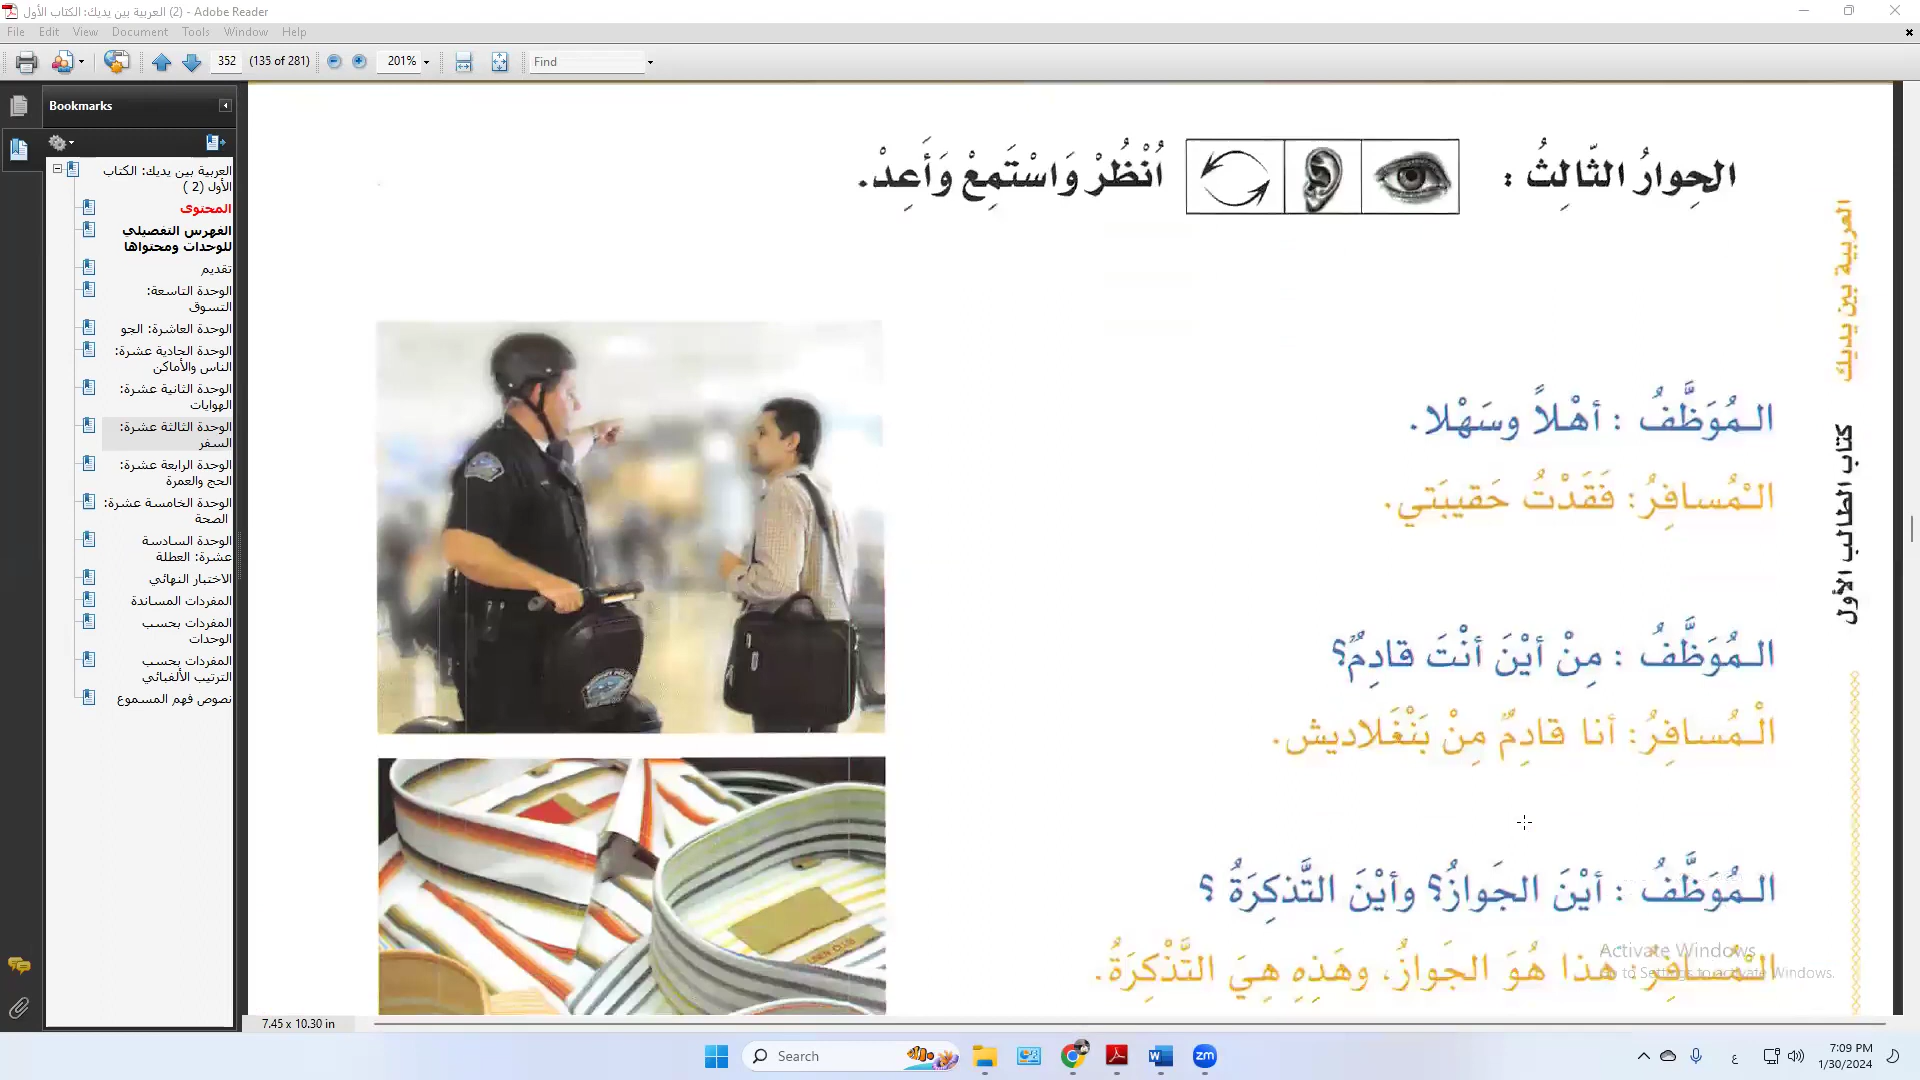 العربية بين يديك: الكتاب الأول (2) - Adobe Reader
File Edit View Document Tools Window Help
352 (135 of 281) 201% Find
Bookmarks
العربية بين يديك: الكتاب
الأول (2 )
المحتوى
الفهرس التفصيلي
للوحدات ومحتواها
تقديم
الوحدة التاسعة:
التسوق
الوحدة العاشرة: الجو
الوحدة الحادية عشرة:
الناس والأماكن
الوحدة الثانية عشرة:
الهوايات
الوحدة الثالثة عشرة:
السفر
الوحدة الرابعة عشرة:
الحج والعمرة
الوحدة الخامسة عشرة:
الصحة
الوحدة السادسة
عشرة: العطلة
الاختبار النهائي
المفردات المساندة
المفردات بحسب
الوحدات
المفردات بحسب
الترتيب الألفبائي
نصوص فهم المسموع
الحِوارُ الثّالِثُ : اُنْظُرْ وَاسْتَمِعْ وَأَعِدْ.
العربية بين يديك
كتاب الطالب الأول
الـمُوَظَّفُ : أهْلاً وسَهْلا.
الْـمُسافِرُ: فَقَدْتُ حَقيبَتي.
الـمُوَظَّفُ : مِنْ أيْنَ أنْتَ قادِمٌ؟
الْـمُسافِرُ: أنا قادِمٌ مِنْ بَنْغَلاديش.
الـمُوَظَّفُ : أيْنَ الجَوازُ؟ وأيْنَ التَّذكِرَةُ ؟
الْـمُسافِرُ: هذا هُوَ الجَوازُ، وهَذِهِ هِيَ التَّذْكِرَةُ.
Activate Windows
Go to Settings to activate Windows.
7.45 x 10.30 in
Search
zm
ع
7:09 PM
1/30/2024